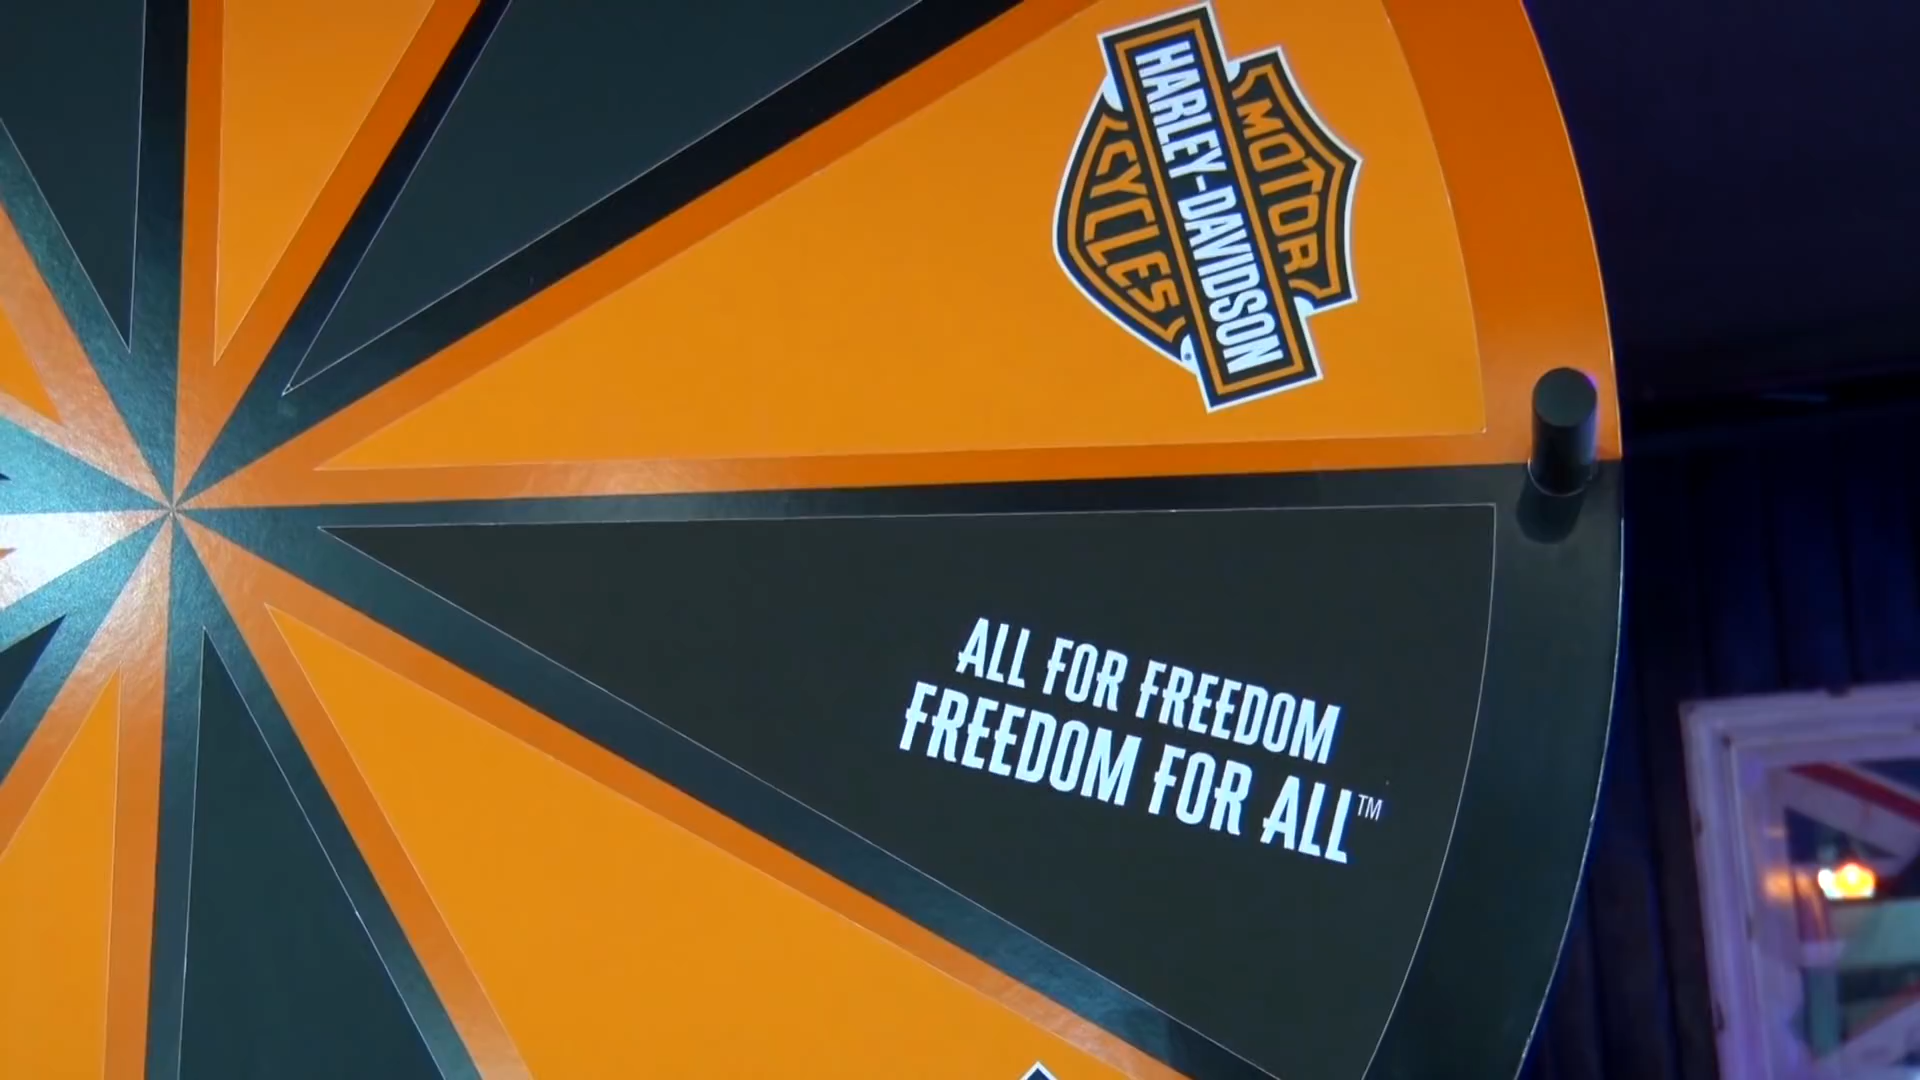 MOTOR
HARLEY-DAVIDSON
CYCLES
ALL FOR FREEDOM
FREEDOM FOR ALL™